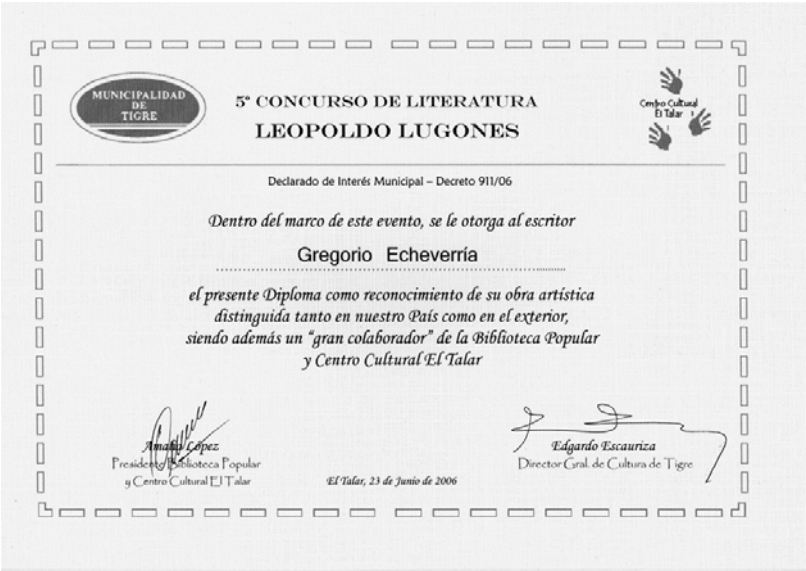 MUNICIPALIDAD
DE
TIGRE
5º CONCURSO DE LITERATURA
LEOPOLDO LUGONES
Centro Cultural
El Talar
Declarado de Interés Municipal – Decreto 911/06
Dentro del marco de este evento, se le otorga al escritor
Gregorio Echeverría
el presente Diploma como reconocimiento de su obra artística
distinguida tanto en nuestro País como en el exterior,
siendo además un “gran colaborador” de la Biblioteca Popular
y Centro Cultural El Talar
López
Presidente Biblioteca Popular
y Centro Cultural El Talar
El Talar, 23 de Junio de 2006
Edgardo Escauriza
Director Gral. de Cultura de Tigre